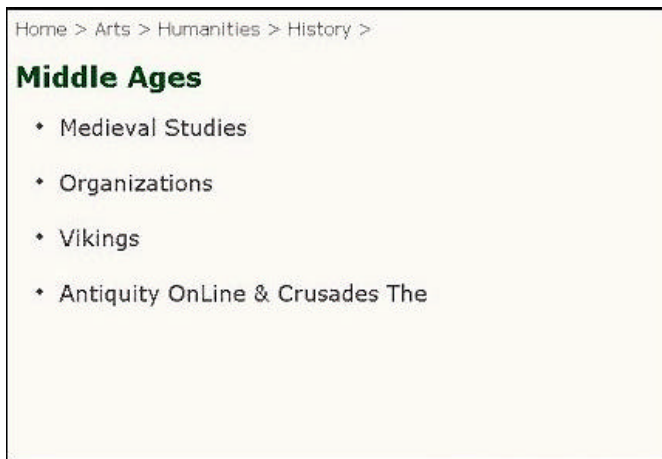 Home > Arts > Humanities > History >
Middle Ages
• Medieval Studies
• Organizations
• Vikings
• Antiquity OnLine & Crusades The